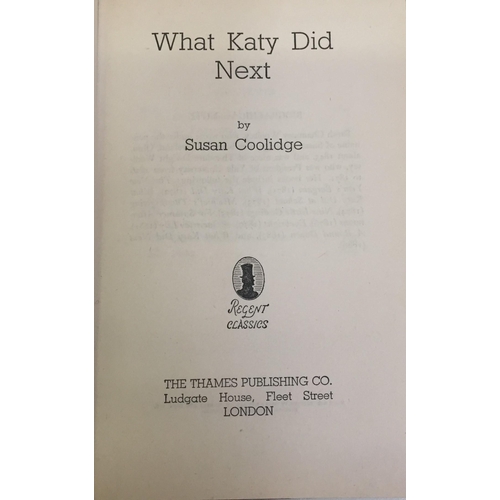 What Katy Did
Next
by
Susan Coolidge
REGENT
CLASSICS
THE THAMES PUBLISHING CO.
Ludgate House, Fleet Street
LONDON